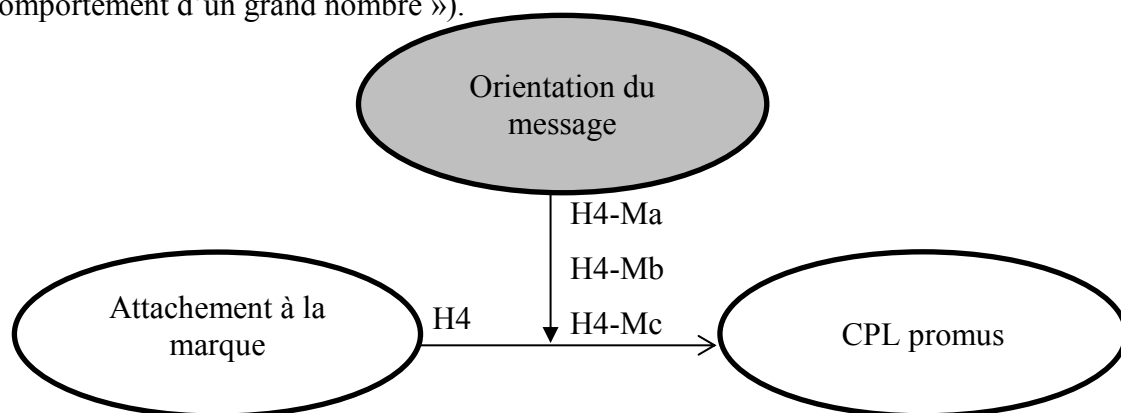 omportement d'un grand nombre »).
Orientation du
message
H4-Ma
H4-Mb
H4-Mc
Attachement à la
marque
H4
CPL promus